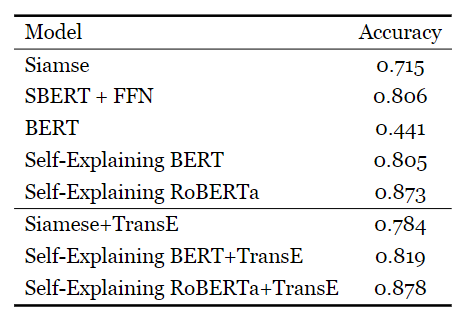 Model Accuracy
Siamse 0.715
SBERT + FFN 0.806
BERT 0.441
Self-Explaining BERT 0.805
Self-Explaining RoBERTa 0.873
Siamese+TransE 0.784
Self-Explaining BERT+TransE 0.819
Self-Explaining RoBERTa+TransE 0.878